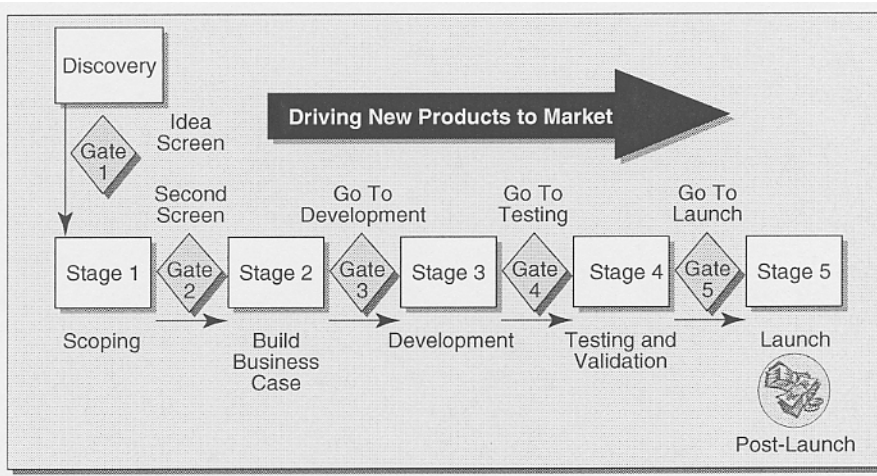 Discovery
Driving New Products to Market
Gate
1
Idea
Screen
Second
Screen
Go To
Development
Go To
Testing
Go To
Launch
Stage 1
Gate
2
Stage 2
Gate
3
Stage 3
Gate
4
Stage 4
Gate
5
Stage 5
Scoping
Build
Business
Case
Development
Testing and
Validation
Launch
Post-Launch